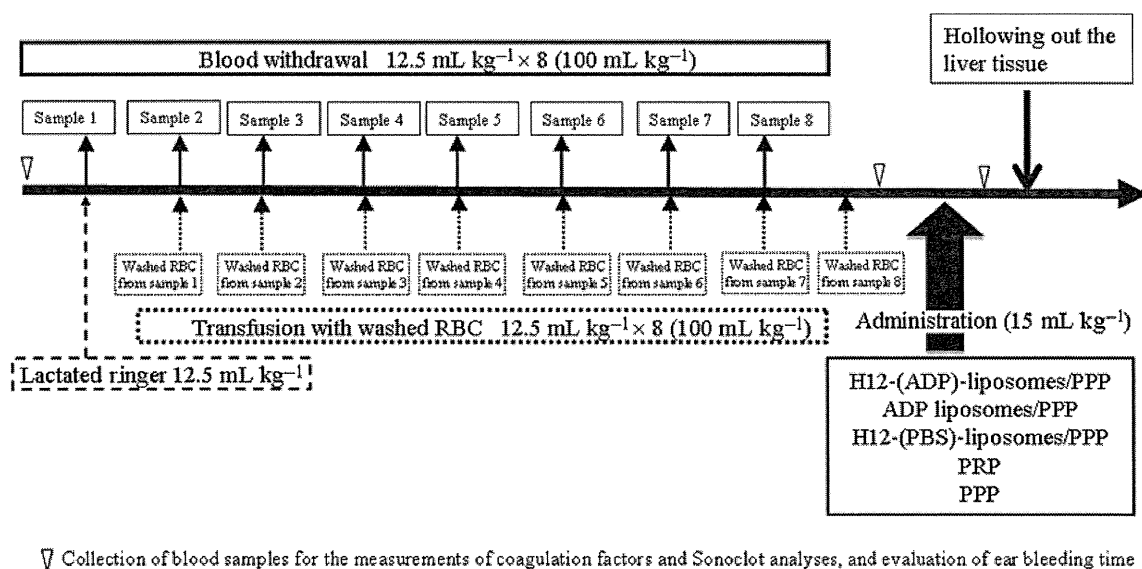 Hollowing out the
liver tissue
Blood withdrawal 12.5 mL kg⁻¹ × 8 (100 mL kg⁻¹)
Sample 1
Sample 2
Sample 3
Sample 4
Sample 5
Sample 6
Sample 7
Sample 8
Washed RBC
from sample 1
Washed RBC
from sample 2
Washed RBC
from sample 3
Washed RBC
from sample 4
Washed RBC
from sample 5
Washed RBC
from sample 6
Washed RBC
from sample 7
Washed RBC
from sample 8
Transfusion with washed RBC 12.5 mL kg⁻¹ × 8 (100 mL kg⁻¹)
Administration (15 mL kg⁻¹)
Lactated ringer 12.5 mL kg⁻¹
H12-(ADP)-liposomes/PPP
ADP liposomes/PPP
H12-(PBS)-liposomes/PPP
PRP
PPP
Collection of blood samples for the measurements of coagulation factors and Sonoclot analyses, and evaluation of ear bleeding time